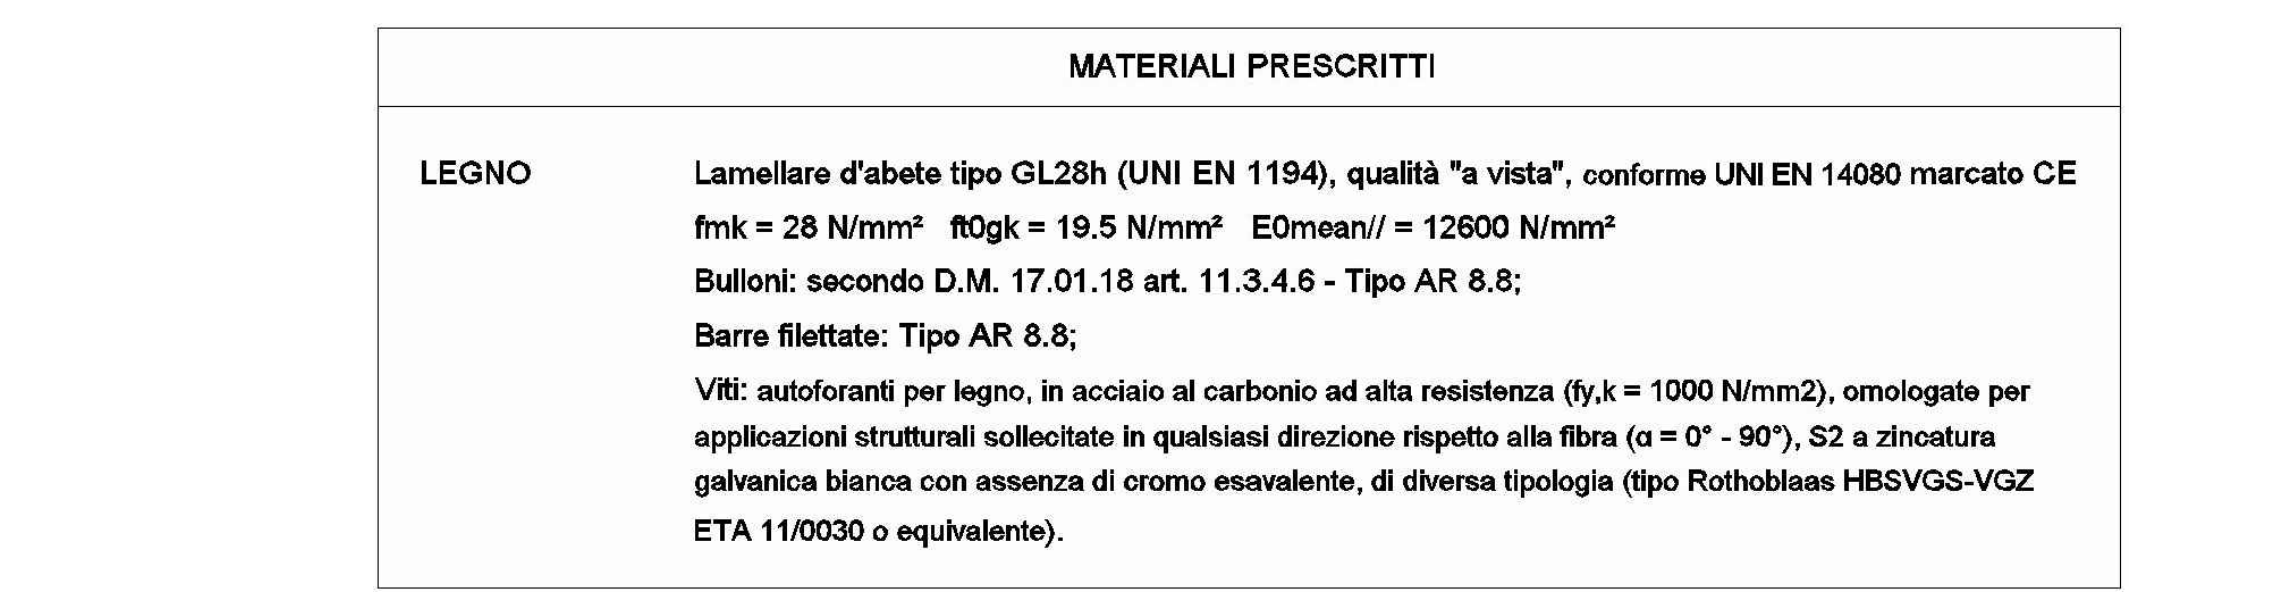 MATERIALI PRESCRITTI
LEGNO Lamellare d'abete tipo GL28h (UNI EN 1194), qualità "a vista", conforme UNI EN 14080 marcato CE
fmk = 28 N/mm² ft0gk = 19.5 N/mm² E0mean// = 12600 N/mm²
Bulloni: secondo D.M. 17.01.18 art. 11.3.4.6 - Tipo AR 8.8;
Barre filettate: Tipo AR 8.8;
Viti: autoforanti per legno, in acciaio al carbonio ad alta resistenza (fy,k = 1000 N/mm2), omologate per
applicazioni strutturali sollecitate in qualsiasi direzione rispetto alla fibra (α = 0° - 90°), S2 a zincatura
galvanica bianca con assenza di cromo esavalente, di diversa tipologia (tipo Rothoblaas HBSVGS-VGZ
ETA 11/0030 o equivalente).